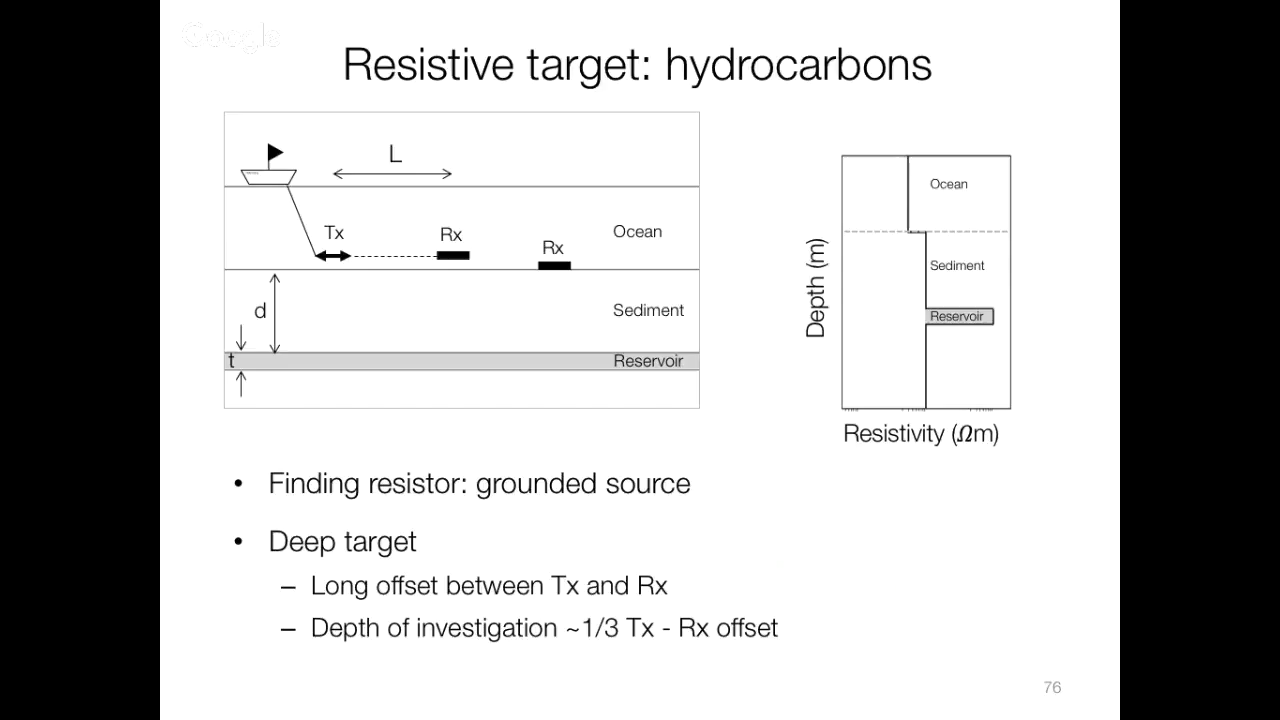 Google
Resistive target: hydrocarbons
L
Tx
Rx
Rx
Ocean
d
Sediment
t
Reservoir
Ocean
Sediment
Reservoir
Depth (m)
Resistivity (Ωm)
• Finding resistor: grounded source
• Deep target
– Long offset between Tx and Rx
– Depth of investigation ~1/3 Tx - Rx offset
76